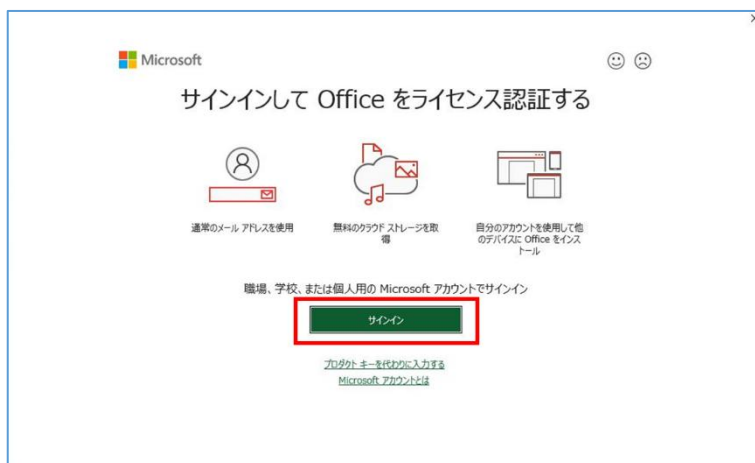 Microsoft
サインインして Office をライセンス認証する
通常のメール アドレスを使用
無料のクラウド ストレージを取
得
自分のアカウントを使用して他
のデバイスに Office をインス
トール
職場、学校、または個人用の Microsoft アカウントでサインイン
サインイン
プロダクト キーを代わりに入力する
Microsoft アカウントとは